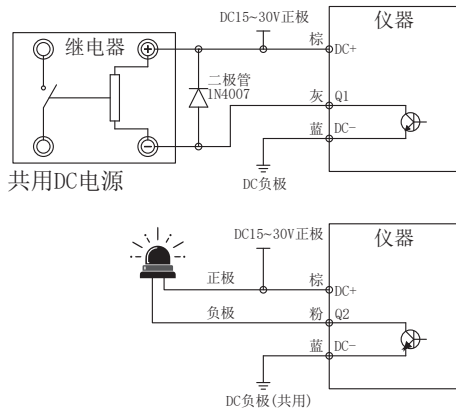 DC15~30V正极
仪器
继电器
棕
DC+
二极管
1N4007
灰
Q1
蓝
DC-
共用DC电源
DC负极
DC15~30V正极
仪器
正极
棕
DC+
负极
粉
Q2
蓝
DC-
DC负极(共用)